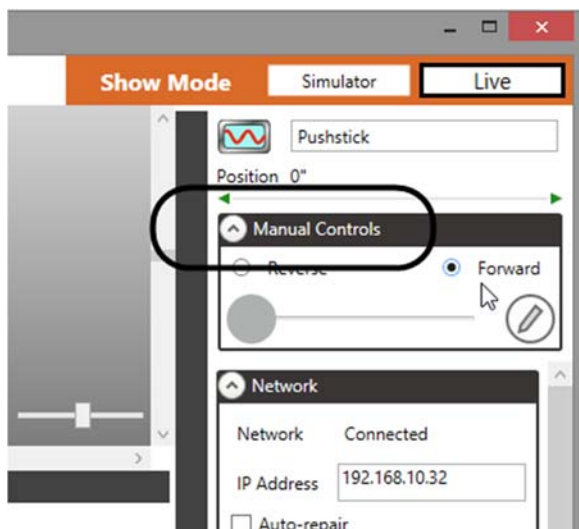 Show Mode Simulator Live
Pushstick
Position 0"
Manual Controls
Reverse Forward
Network
Network Connected
IP Address 192.168.10.32
Auto-repair